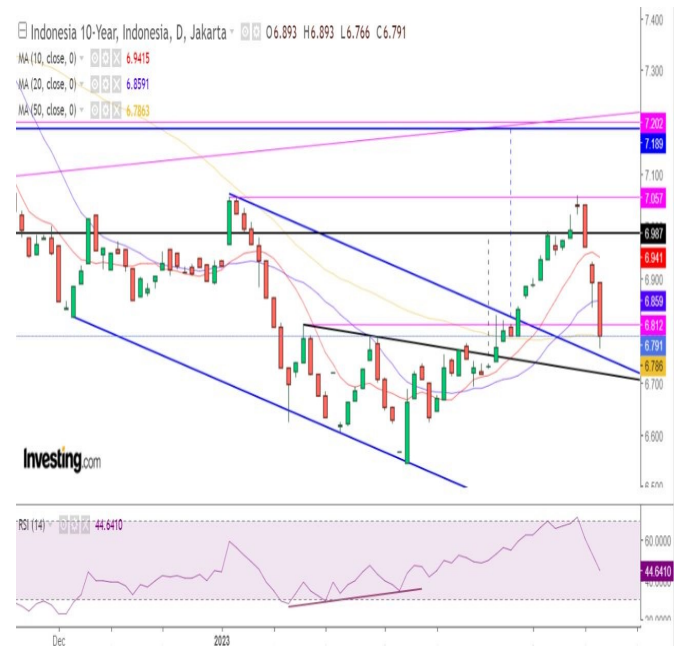 Indonesia 10-Year, Indonesia, D, Jakarta O6.893 H6.893 L6.766 C6.791
MA (10, close, 0) 6.9415
MA (20, close, 0) 6.8591
MA (50, close, 0) 6.7863
7.400
7.300
7.202
7.189
7.100
7.057
6.987
6.941
6.900
6.859
6.812
6.791
6.786
6.700
6.600
Investing.com
RSI (14) 44.6410
60.0000
44.6410
Dec 2023